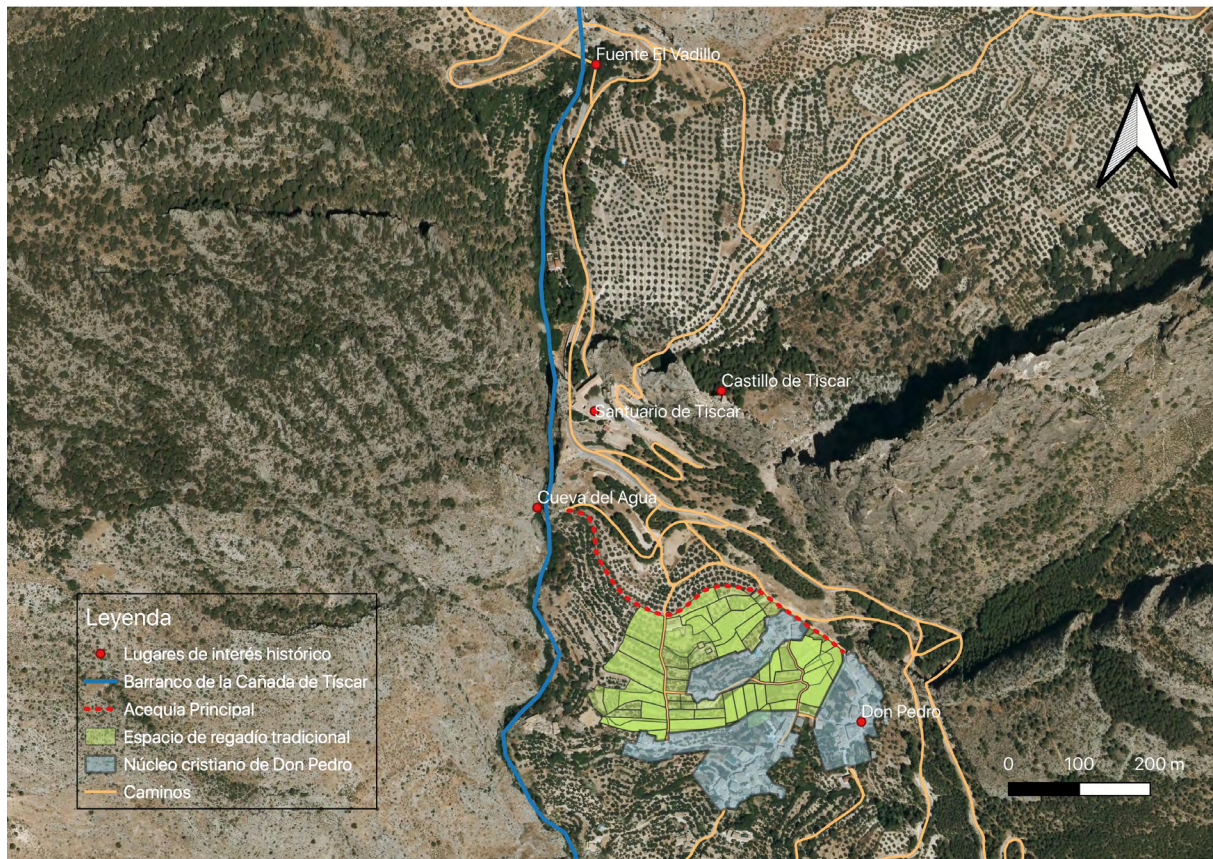 Fuente El Vadillo
Castillo de Tiscar
Santuario de Tiscar
Cueva del Agua
Don Pedro
Leyenda
Lugares de interés histórico
Barranco de la Cañada de Tíscar
Acequia Principal
Espacio de regadío tradicional
Núcleo cristiano de Don Pedro
Caminos
0 100 200 m